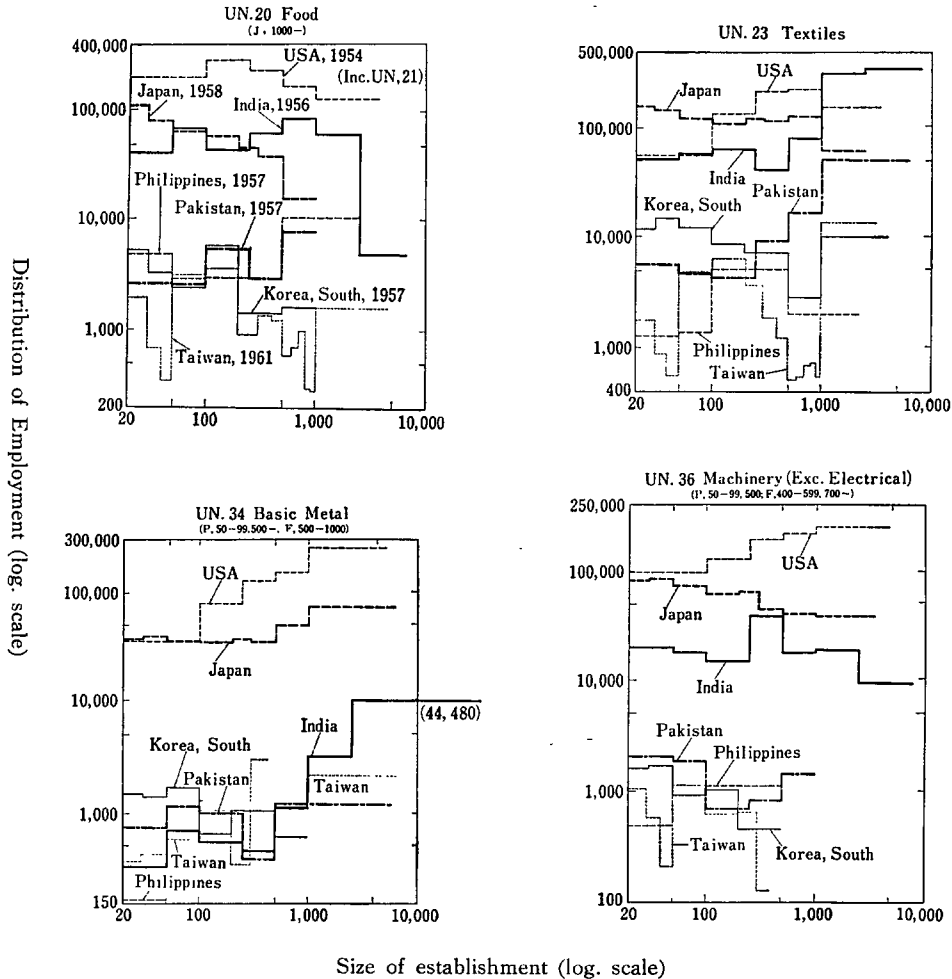 UN.20 Food
(J, 1000-)
400,000
100,000
10,000
1,000
200
20
100
1,000
10,000
USA, 1954
(Inc.UN,21)
Japan, 1958
India, 1956
Philippines, 1957
Pakistan, 1957
Korea, South, 1957
Taiwan, 1961
UN. 23 Textiles
500,000
100,000
10,000
1,000
400
20
100
1,000
10,000
USA
Japan
India
Pakistan
Korea, South
Philippines
Taiwan
Distribution of Employment (log. scale)
UN. 34 Basic Metal
(P, 50-99.500-, F, 500-1000)
300,000
100,000
10,000
1,000
150
20
100
1,000
10,000
USA
Japan
(44, 480)
India
Korea, South
Pakistan
Taiwan
Taiwan
Philippines
UN. 36 Machinery (Exc. Electrical)
(P, 50-99, 500; F, 400-599, 700~)
250,000
100,000
10,000
1,000
100
20
100
1,000
10,000
USA
Japan
India
Pakistan
Philippines
Taiwan
Korea, South
Size of establishment (log. scale)